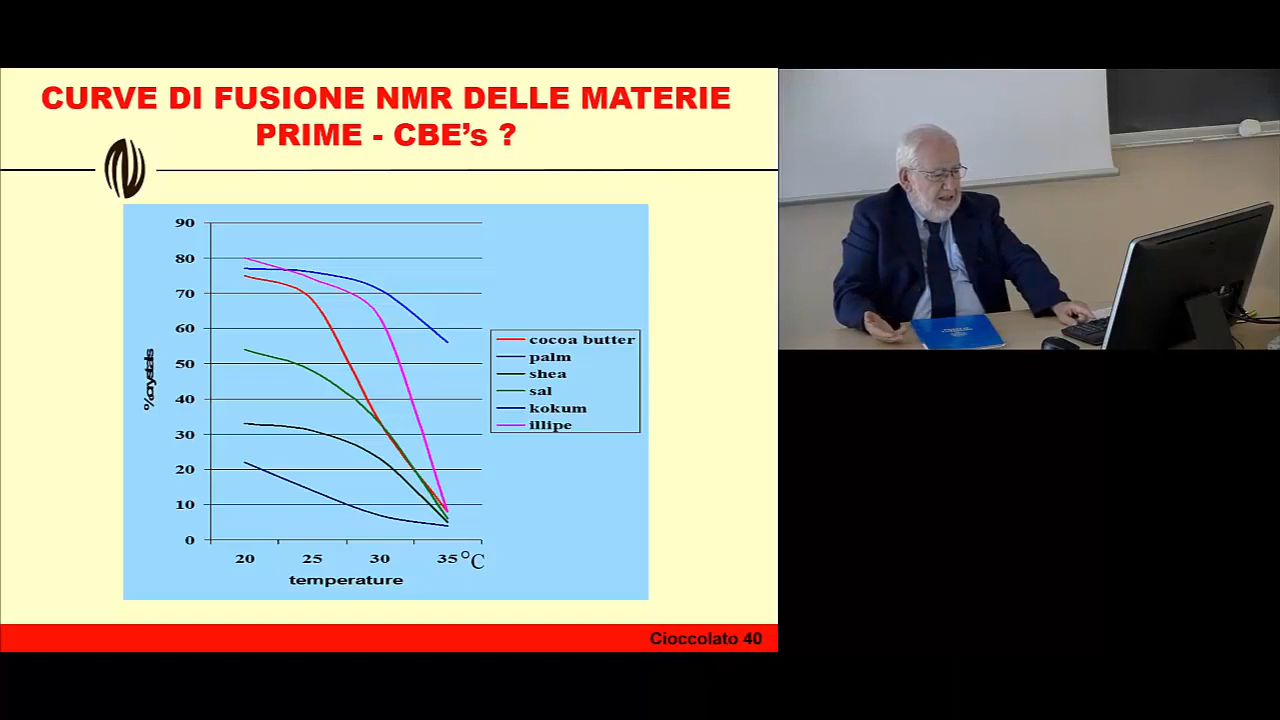 CURVE DI FUSIONE NMR DELLE MATERIE
PRIME - CBE's ?
90
80
70
60
50
40
30
20
10
0
%crystals
20 25 30 35 °C
temperature
cocoa butter
palm
shea
sal
kokum
illipe
Cioccolato 40